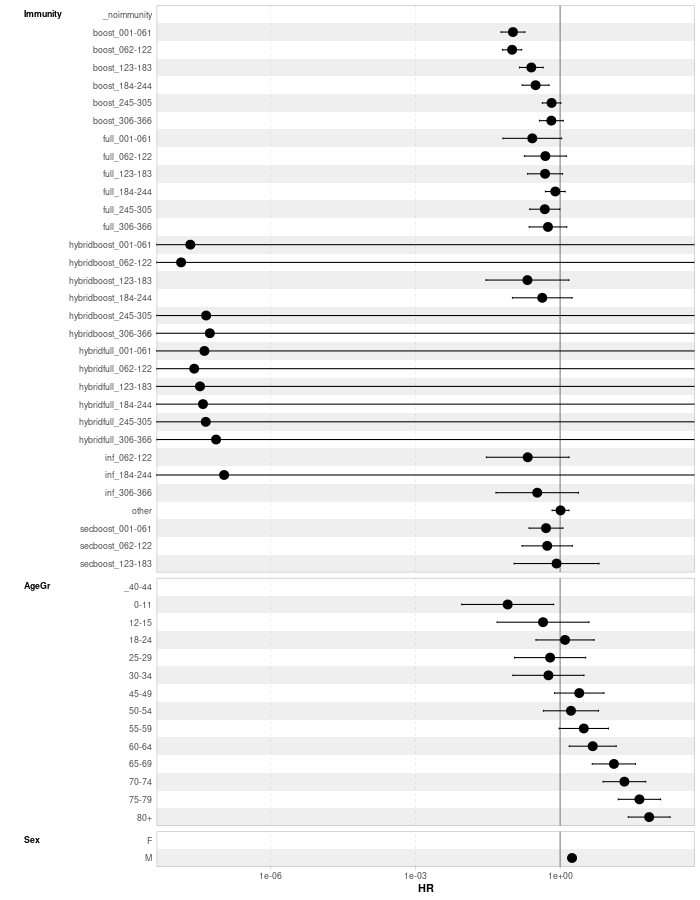 Immunity _noimmunity
boost_001-061
boost_062-122
boost_123-183
boost_184-244
boost_245-305
boost_306-366
full_001-061
full_062-122
full_123-183
full_184-244
full_245-305
full_306-366
hybridboost_001-061
hybridboost_062-122
hybridboost_123-183
hybridboost_184-244
hybridboost_245-305
hybridboost_306-366
hybridfull_001-061
hybridfull_062-122
hybridfull_123-183
hybridfull_184-244
hybridfull_245-305
hybridfull_306-366
inf_062-122
inf_184-244
inf_306-366
other
secboost_001-061
secboost_062-122
secboost_123-183
AgeGr _40-44
0-11
12-15
18-24
25-29
30-34
45-49
50-54
55-59
60-64
65-69
70-74
75-79
80+
Sex F
M
1e-06 1e-03 1e+00
HR